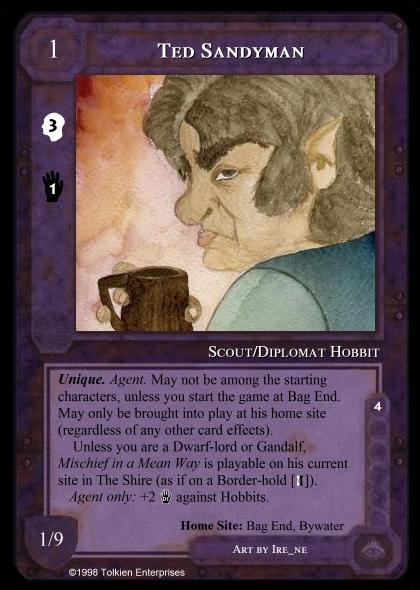 1
TED SANDYMAN
3
1
SCOUT/DIPLOMAT HOBBIT
Unique. Agent. May not be among the starting
characters, unless you start the game at Bag End.
May only be brought into play at his home site
(regardless of any other card effects).
4
Unless you are a Dwarf-lord or Gandalf,
Mischief in a Mean Way is playable on his current
site in The Shire (as if on a Border-hold []).
Agent only: +2 against Hobbits.
Home Site: Bag End, Bywater
1/9
ART BY IRE_NE
©1998 Tolkien Enterprises